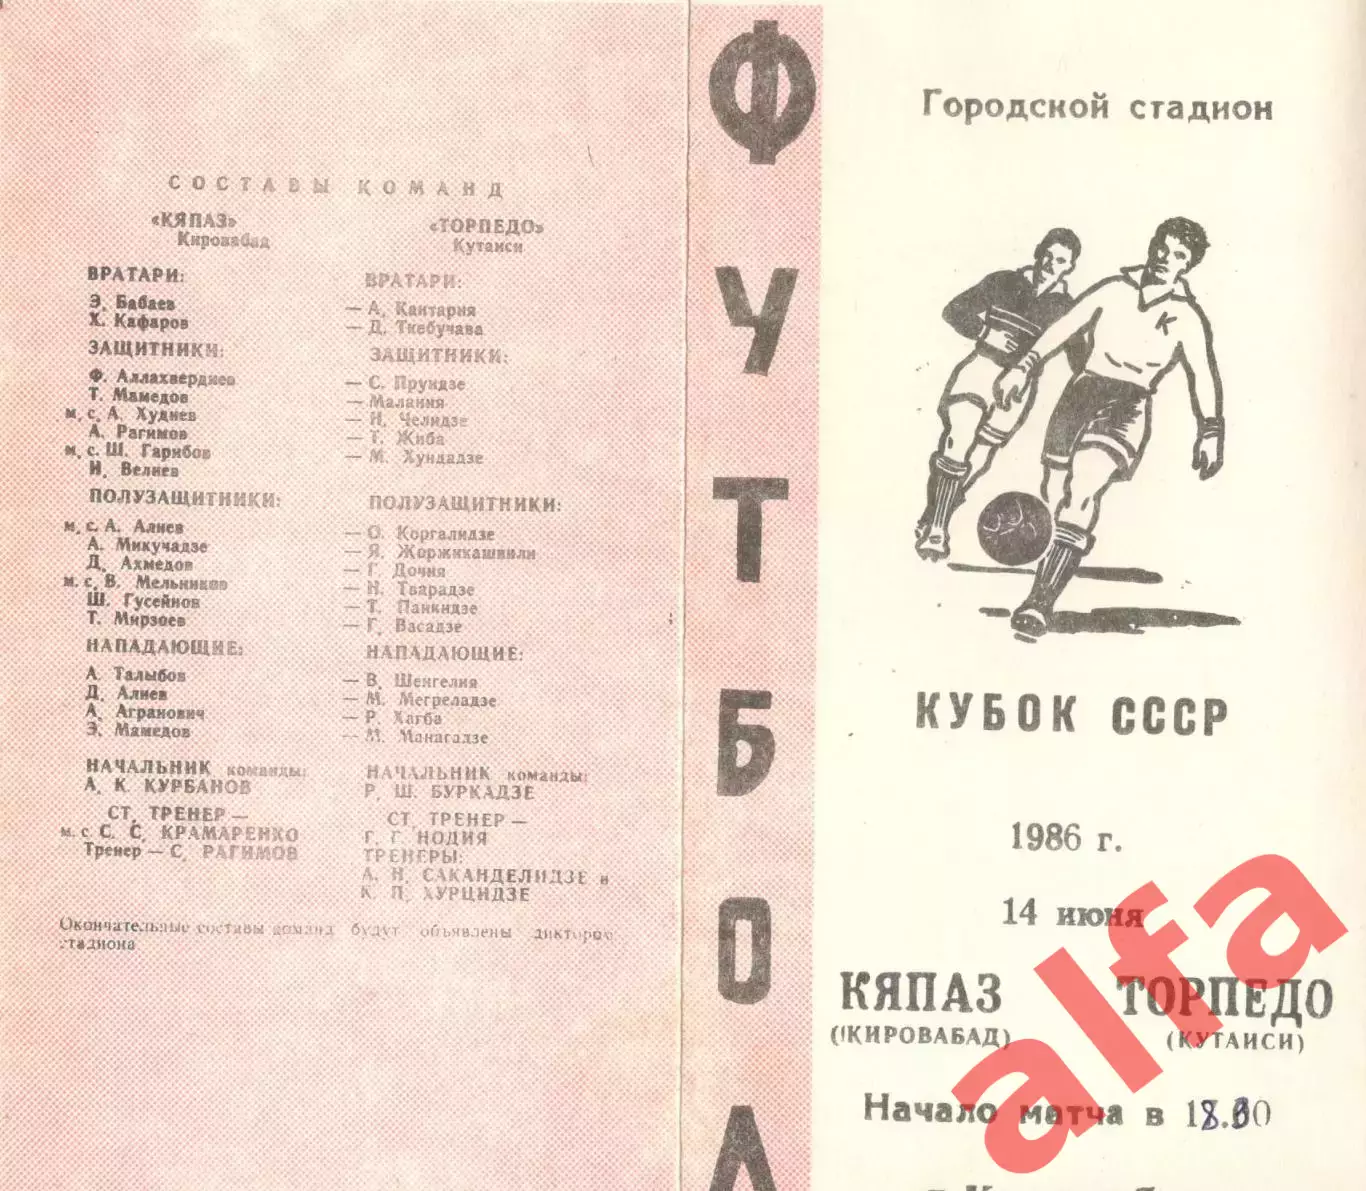 СОСТАВЫ КОМАНД
«КЯПАЗ»
Кировабад
ВРАТАРИ:
Э. Бабаев
Х. Кафаров
ЗАЩИТНИКИ:
Ф. Аллахвердиев
Т. Мамедов
м. с. А. Худиев
А. Рагимов
м. с. Ш. Гарибов
И. Велиев
ПОЛУЗАЩИТНИКИ:
м. с. А. Алиев
А. Микучадзе
Д. Ахмедов
м. с. В. Мельников
Ш. Гусейнов
Т. Мирзоев
НАПАДАЮЩИЕ:
А. Талыбов
Д. Алиев
А. Агранович
Э. Мамедов
НАЧАЛЬНИК команды:
А. К. КУРБАНОВ
СТ. ТРЕНЕР —
м. с. С. С. КРАМАРЕНКО
Тренер — С. РАГИМОВ
«ТОРПЕДО»
Кутаиси
ВРАТАРИ:
— А. Кантария
— Д. Ткебучава
ЗАЩИТНИКИ:
— С. Пруидзе
— Малания
— Н. Челидзе
— Т. Жиба
— М. Хундадзе
ПОЛУЗАЩИТНИКИ:
— О. Коргалидзе
— Я. Жоржикашвили
— Г. Дочия
— Н. Тварадзе
— Т. Панкидзе
— Г. Васадзе
НАПАДАЮЩИЕ:
— В. Шенгелия
— М. Мегреладзе
— Р. Хагба
— М. Манагадзе
НАЧАЛЬНИК команды:
Р. Ш. БУРКАДЗЕ
СТ. ТРЕНЕР —
Г. Г. НОДИЯ
ТРЕНЕРЫ:
А. Н. САКАНДЕЛИДЗЕ и
К. П. ХУРЦИДЗЕ
Окончательные составы команд будут объявлены диктором
стадиона
ФУТБОЛ
Городской стадион
К
КУБОК СССР
1986 г.
14 июня
КЯПАЗ ТОРПЕДО
(КИРОВАБАД) (КУТАИСИ)
Начало матча в 18.00
alfa